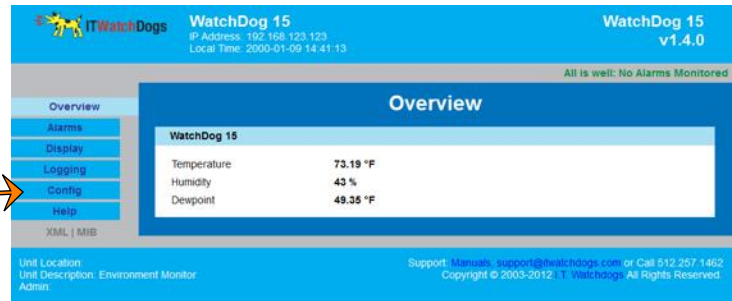 ITWatchDogs
WatchDog 15
IP Address: 192.168.123.123
Local Time: 2000-01-09 14:41:13
WatchDog 15
v1.4.0
All is well: No Alarms Monitored
Overview
Alarms
Display
Logging
Config
Help
XML | MIB
Overview
WatchDog 15
Temperature 73.19 °F
Humidity 43 %
Dewpoint 49.35 °F
Unit Location:
Unit Description: Environment Monitor
Admin:
Support: Manuals, support@itwatchdogs.com or Call 512.257.1462
Copyright © 2003-2012 I.T. Watchdogs All Rights Reserved.